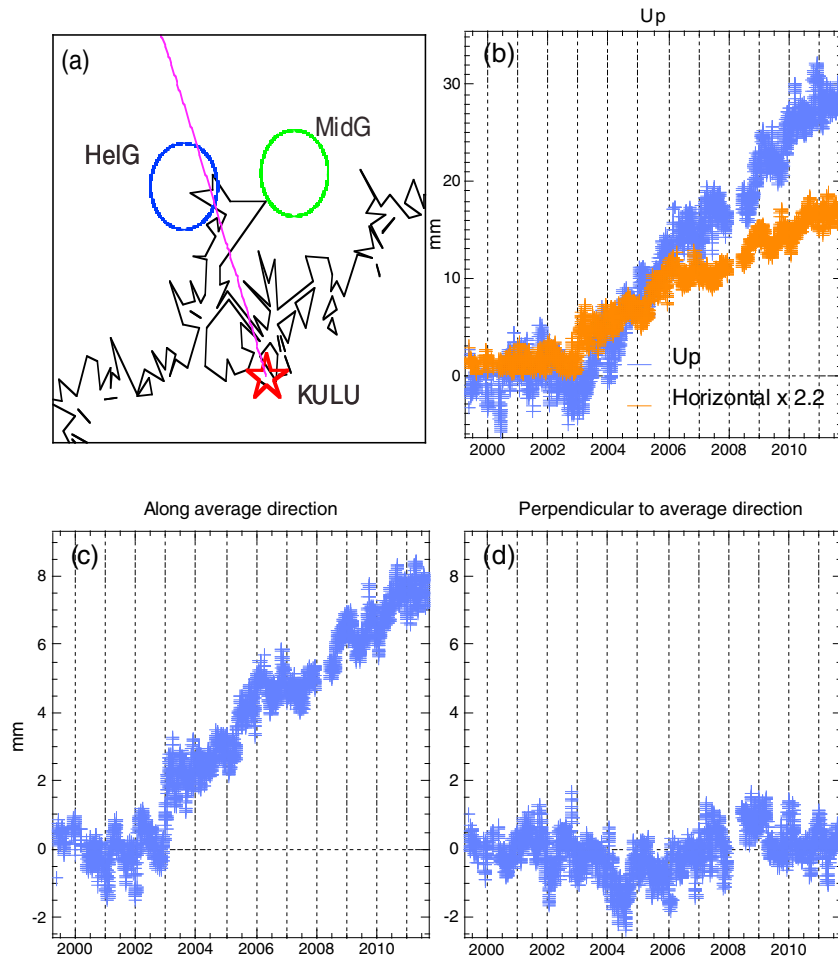 Up
(a)
HelG
MidG
KULU
(b)
mm
30
20
10
0
Up
Horizontal x 2.2
2000 2002 2004 2006 2008 2010
Along average direction
(c)
mm
8
6
4
2
0
-2
2000 2002 2004 2006 2008 2010
Perpendicular to average direction
(d)
8
6
4
2
0
-2
2000 2002 2004 2006 2008 2010